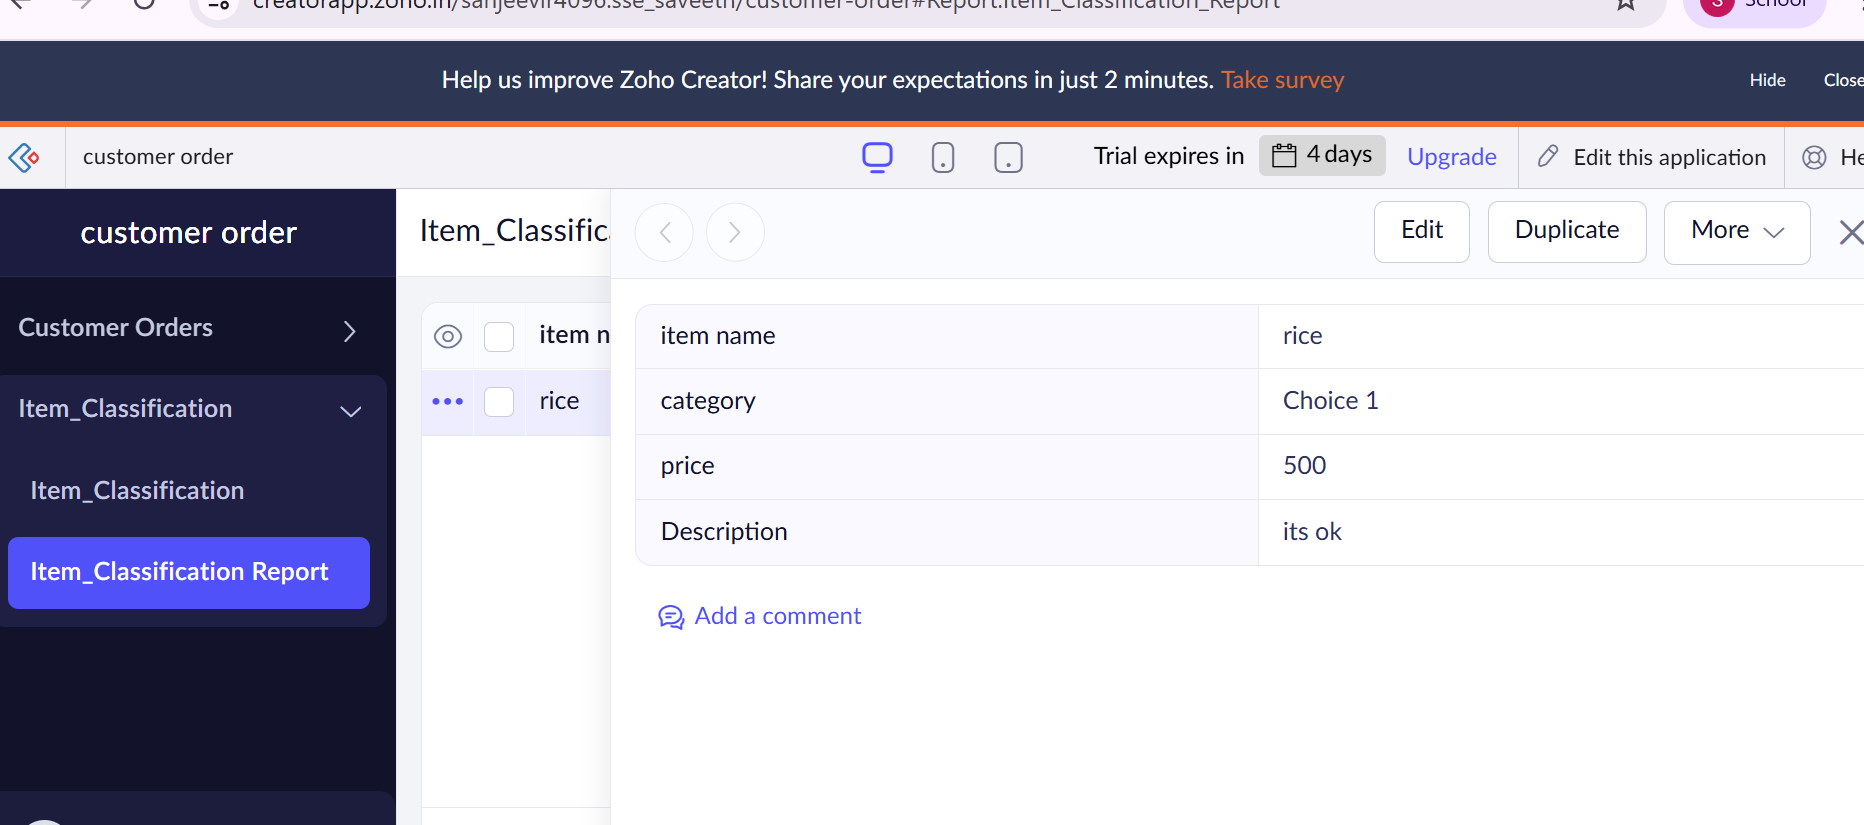 creatorapp.zoho.in/sanjeevir4096.sse_saveeth/customer-order#Report:Item_Classification_Report
School
Help us improve Zoho Creator! Share your expectations in just 2 minutes. Take survey
Hide
Close
customer order
Trial expires in
4 days
Upgrade
Edit this application
He
customer order
Item_Classific
Edit
Duplicate
More
Customer Orders
item n
item name
rice
Item_Classification
rice
category
Choice 1
price
500
Item_Classification
Description
its ok
Item_Classification Report
Add a comment